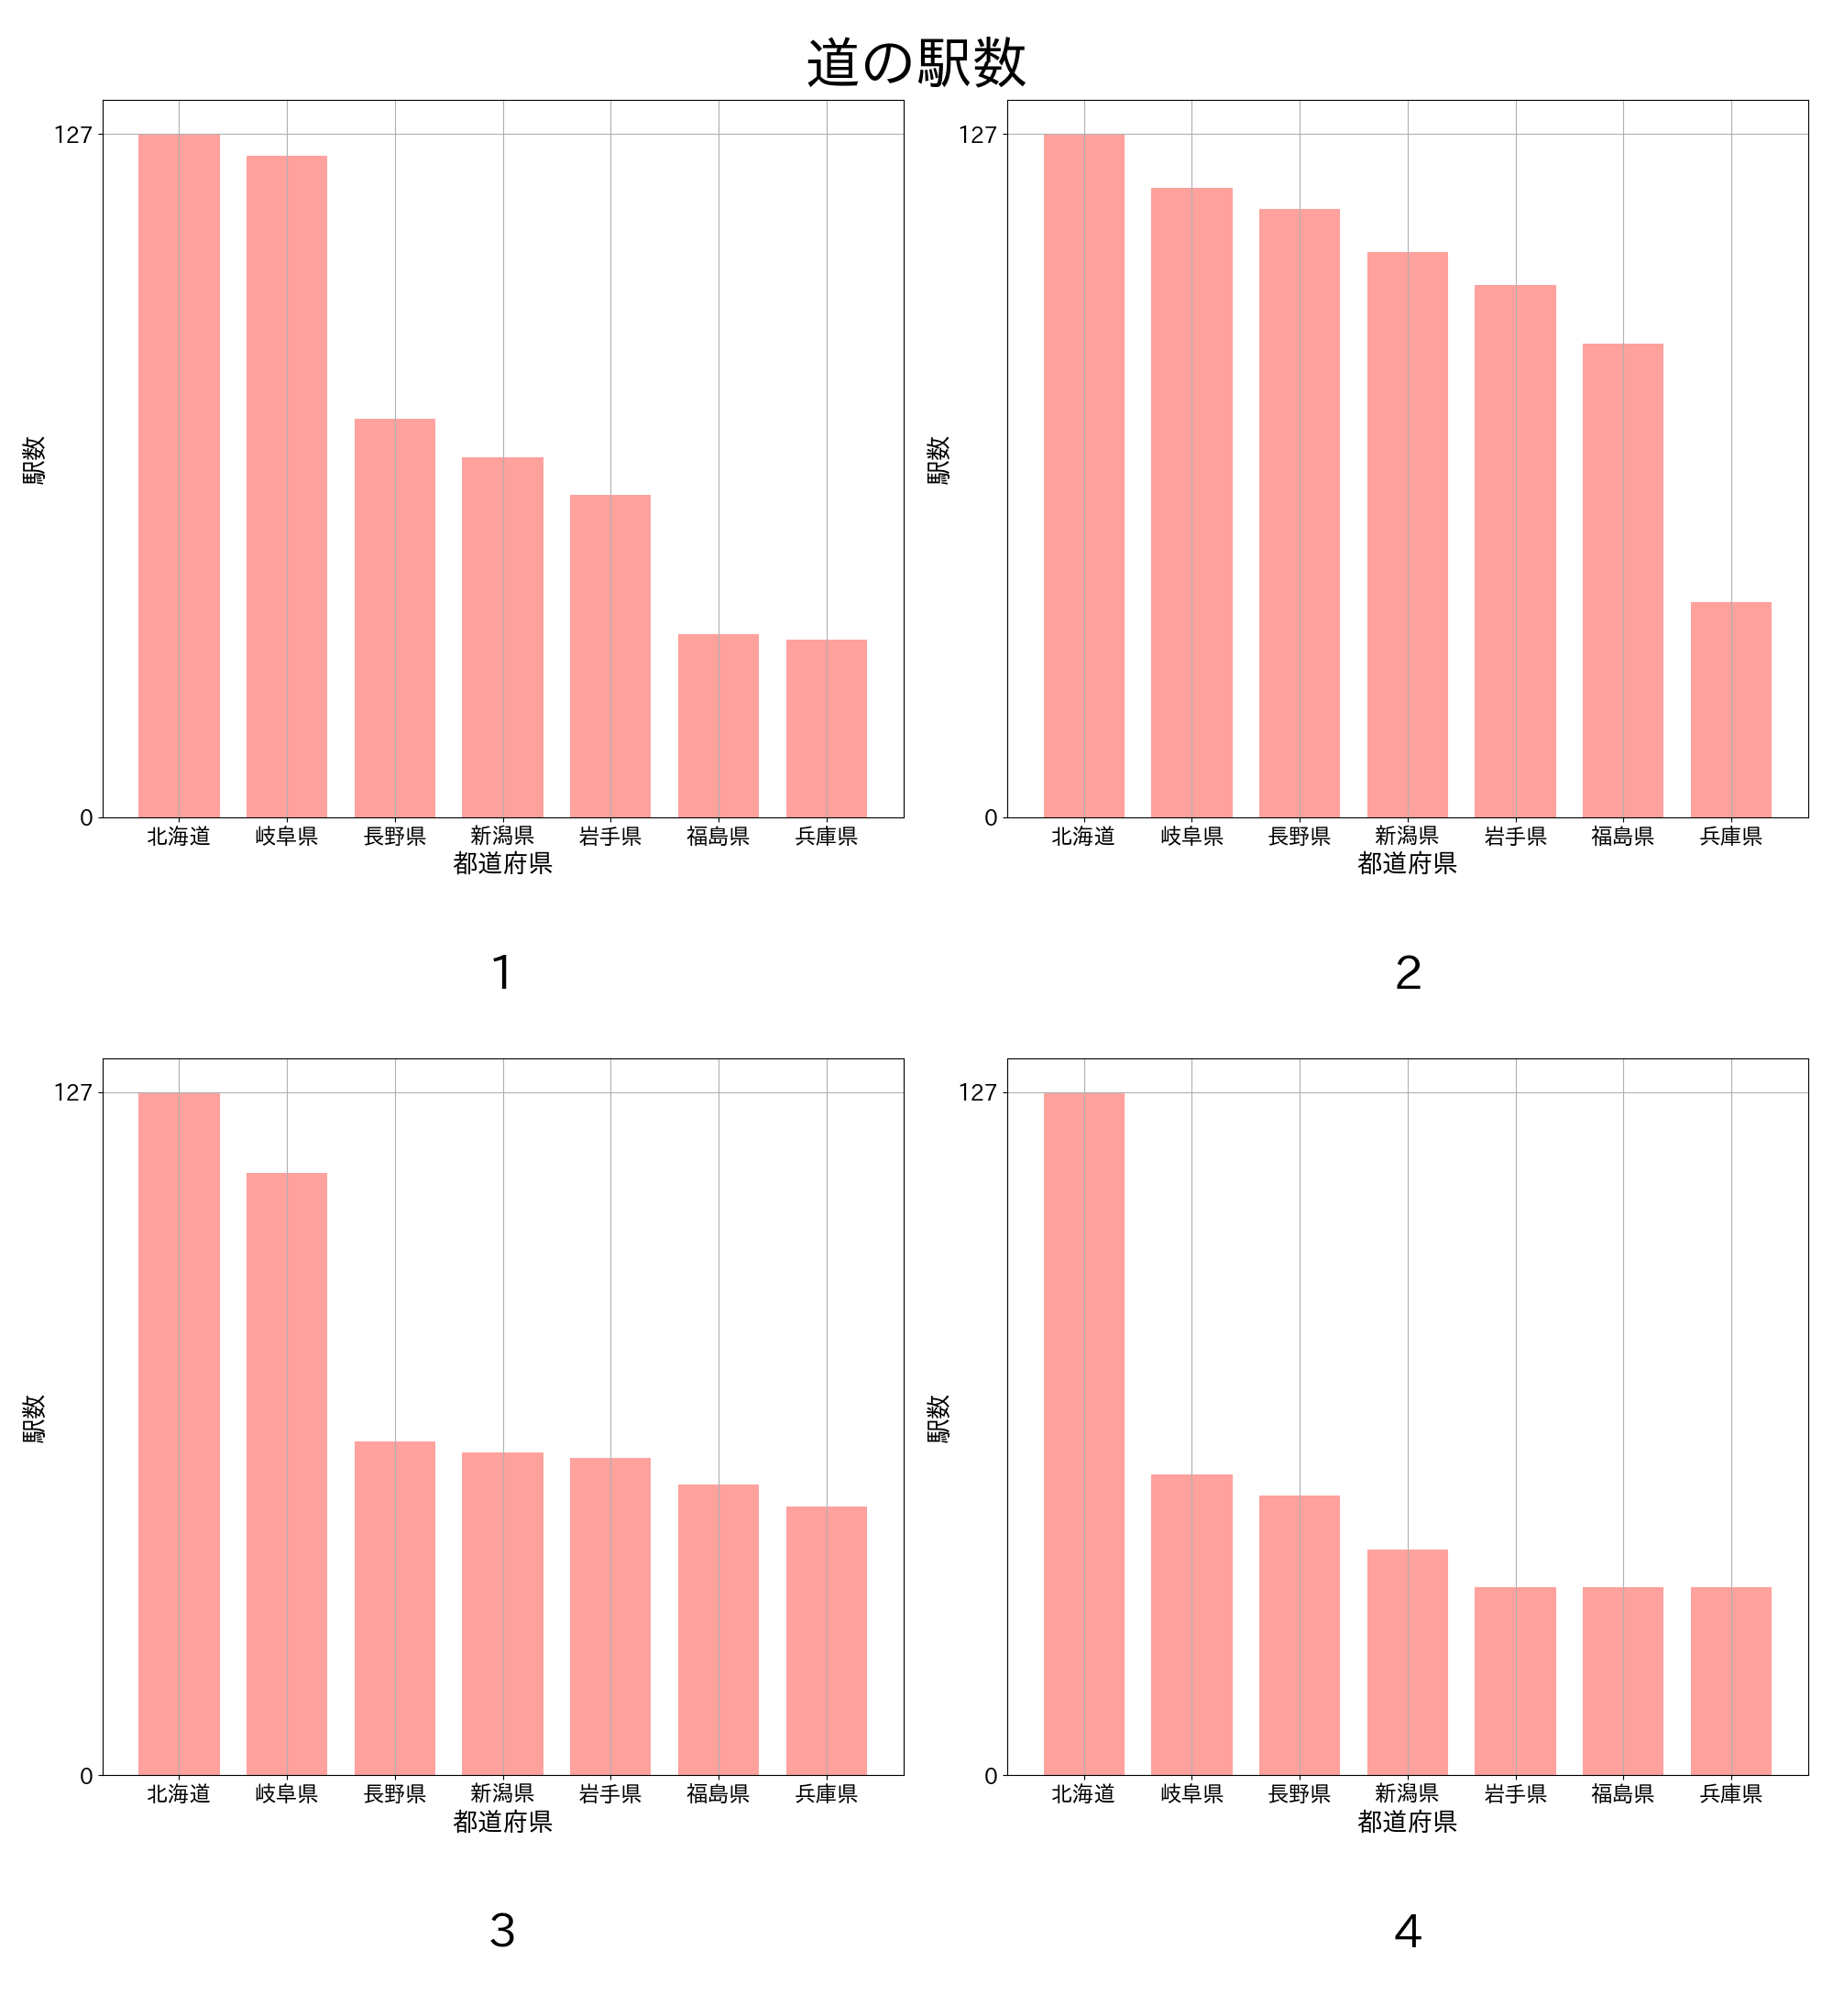 道の駅数
127
0
駅数
北海道 岐阜県 長野県 新潟県 岩手県 福島県 兵庫県
都道府県
1
127
0
駅数
北海道 岐阜県 長野県 新潟県 岩手県 福島県 兵庫県
都道府県
2
127
0
駅数
北海道 岐阜県 長野県 新潟県 岩手県 福島県 兵庫県
都道府県
3
127
0
駅数
北海道 岐阜県 長野県 新潟県 岩手県 福島県 兵庫県
都道府県
4